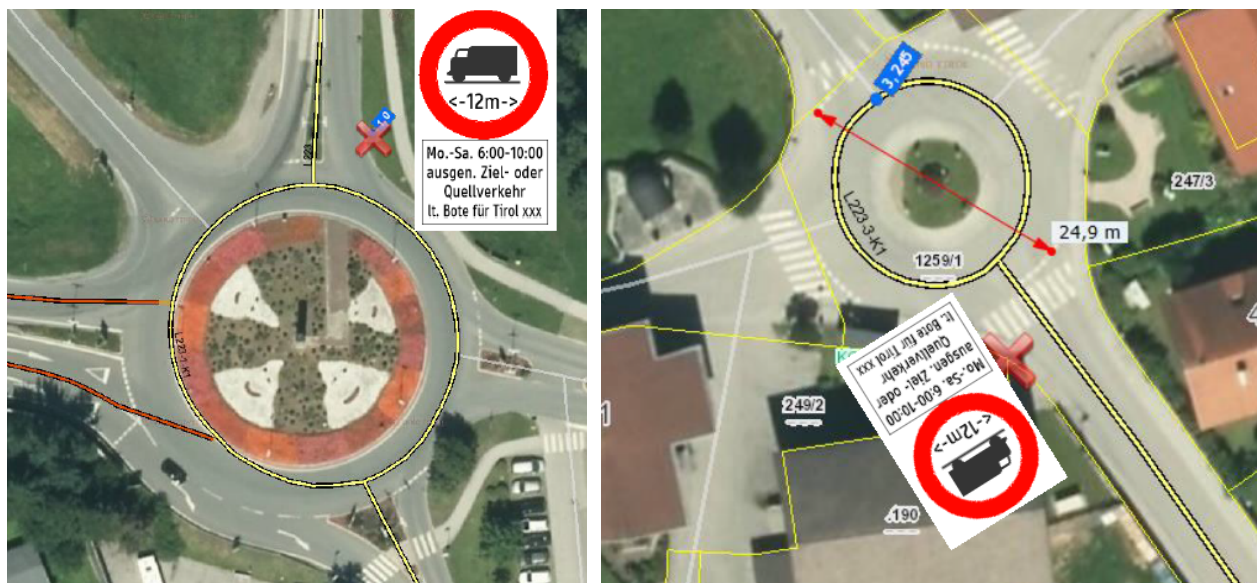 <-12m->
Mo.-Sa. 6:00-10:00
ausgen. Ziel- oder
Quellverkehr
lt. Bote für Tirol xxx
L223
L223-1-K1
3, 245
L223-3-K1
24,9 m
247/3
1259/1
249/2
.190
1
Mo.-Sa. 6:00-10:00
ausgen. Ziel- oder
Quellverkehr
lt. Bote für Tirol xxx
<-12m->